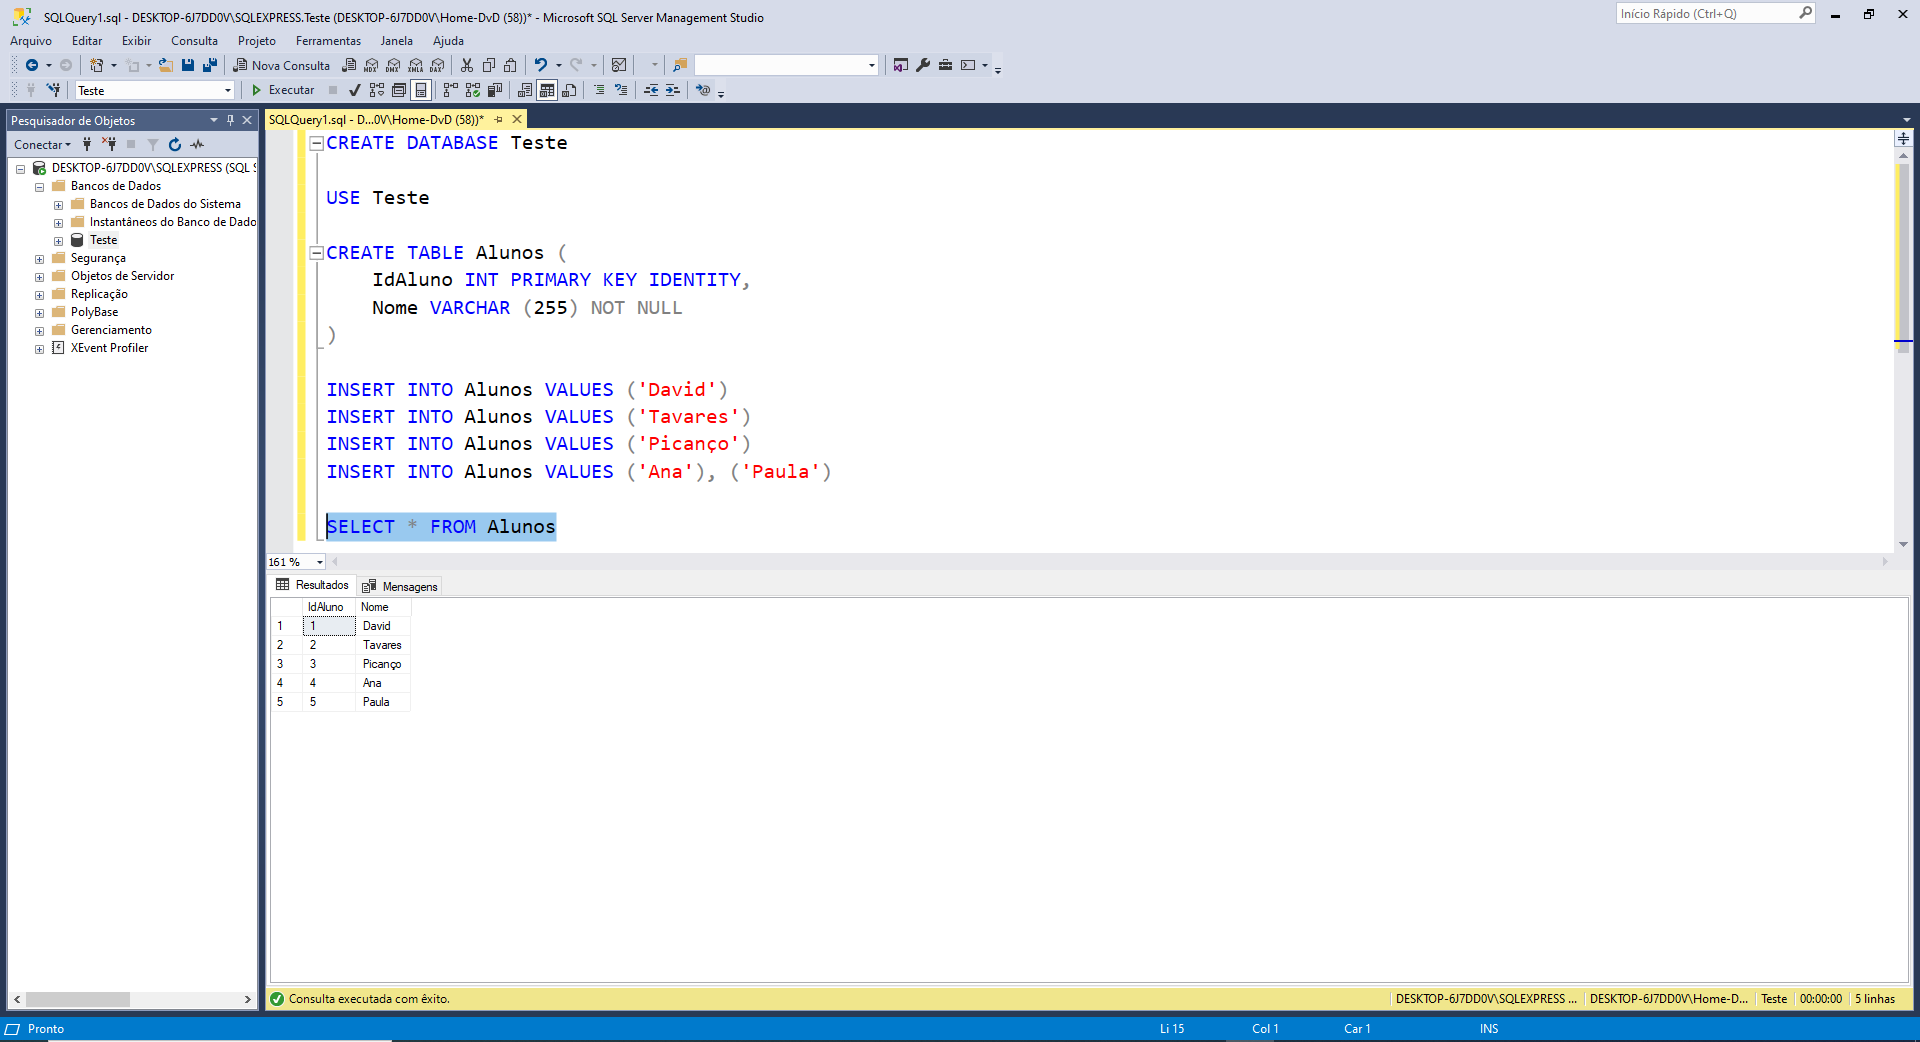 SQLQuery1.sql - DESKTOP-6J7DD0V\SQLEXPRESS.Teste (DESKTOP-6J7DD0V\Home-DvD (58))* - Microsoft SQL Server Management Studio
Início Rápido (Ctrl+Q)
Arquivo Editar Exibir Consulta Projeto Ferramentas Janela Ajuda
Nova Consulta MDX DMX XMLA DAX
Teste Executar
Pesquisador de Objetos
Conectar
DESKTOP-6J7DD0V\SQLEXPRESS (SQL S
Bancos de Dados
Bancos de Dados do Sistema
Instantâneos do Banco de Dado
Teste
Segurança
Objetos de Servidor
Replicação
PolyBase
Gerenciamento
XEvent Profiler
SQLQuery1.sql - D...0V\Home-DvD (58))*
CREATE DATABASE Teste
USE Teste
CREATE TABLE Alunos (
IdAluno INT PRIMARY KEY IDENTITY,
Nome VARCHAR (255) NOT NULL
)
INSERT INTO Alunos VALUES ('David')
INSERT INTO Alunos VALUES ('Tavares')
INSERT INTO Alunos VALUES ('Picanço')
INSERT INTO Alunos VALUES ('Ana'), ('Paula')
SELECT * FROM Alunos
161 %
Resultados Mensagens
IdAluno Nome
1 1 David
2 2 Tavares
3 3 Picanço
4 4 Ana
5 5 Paula
Consulta executada com êxito.
DESKTOP-6J7DD0V\SQLEXPRESS ... DESKTOP-6J7DD0V\Home-D... Teste 00:00:00 5 linhas
Pronto Li 15 Col 1 Car 1 INS